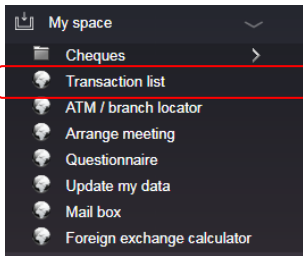 My space
Cheques
Transaction list
ATM / branch locator
Arrange meeting
Questionnaire
Update my data
Mail box
Foreign exchange calculator